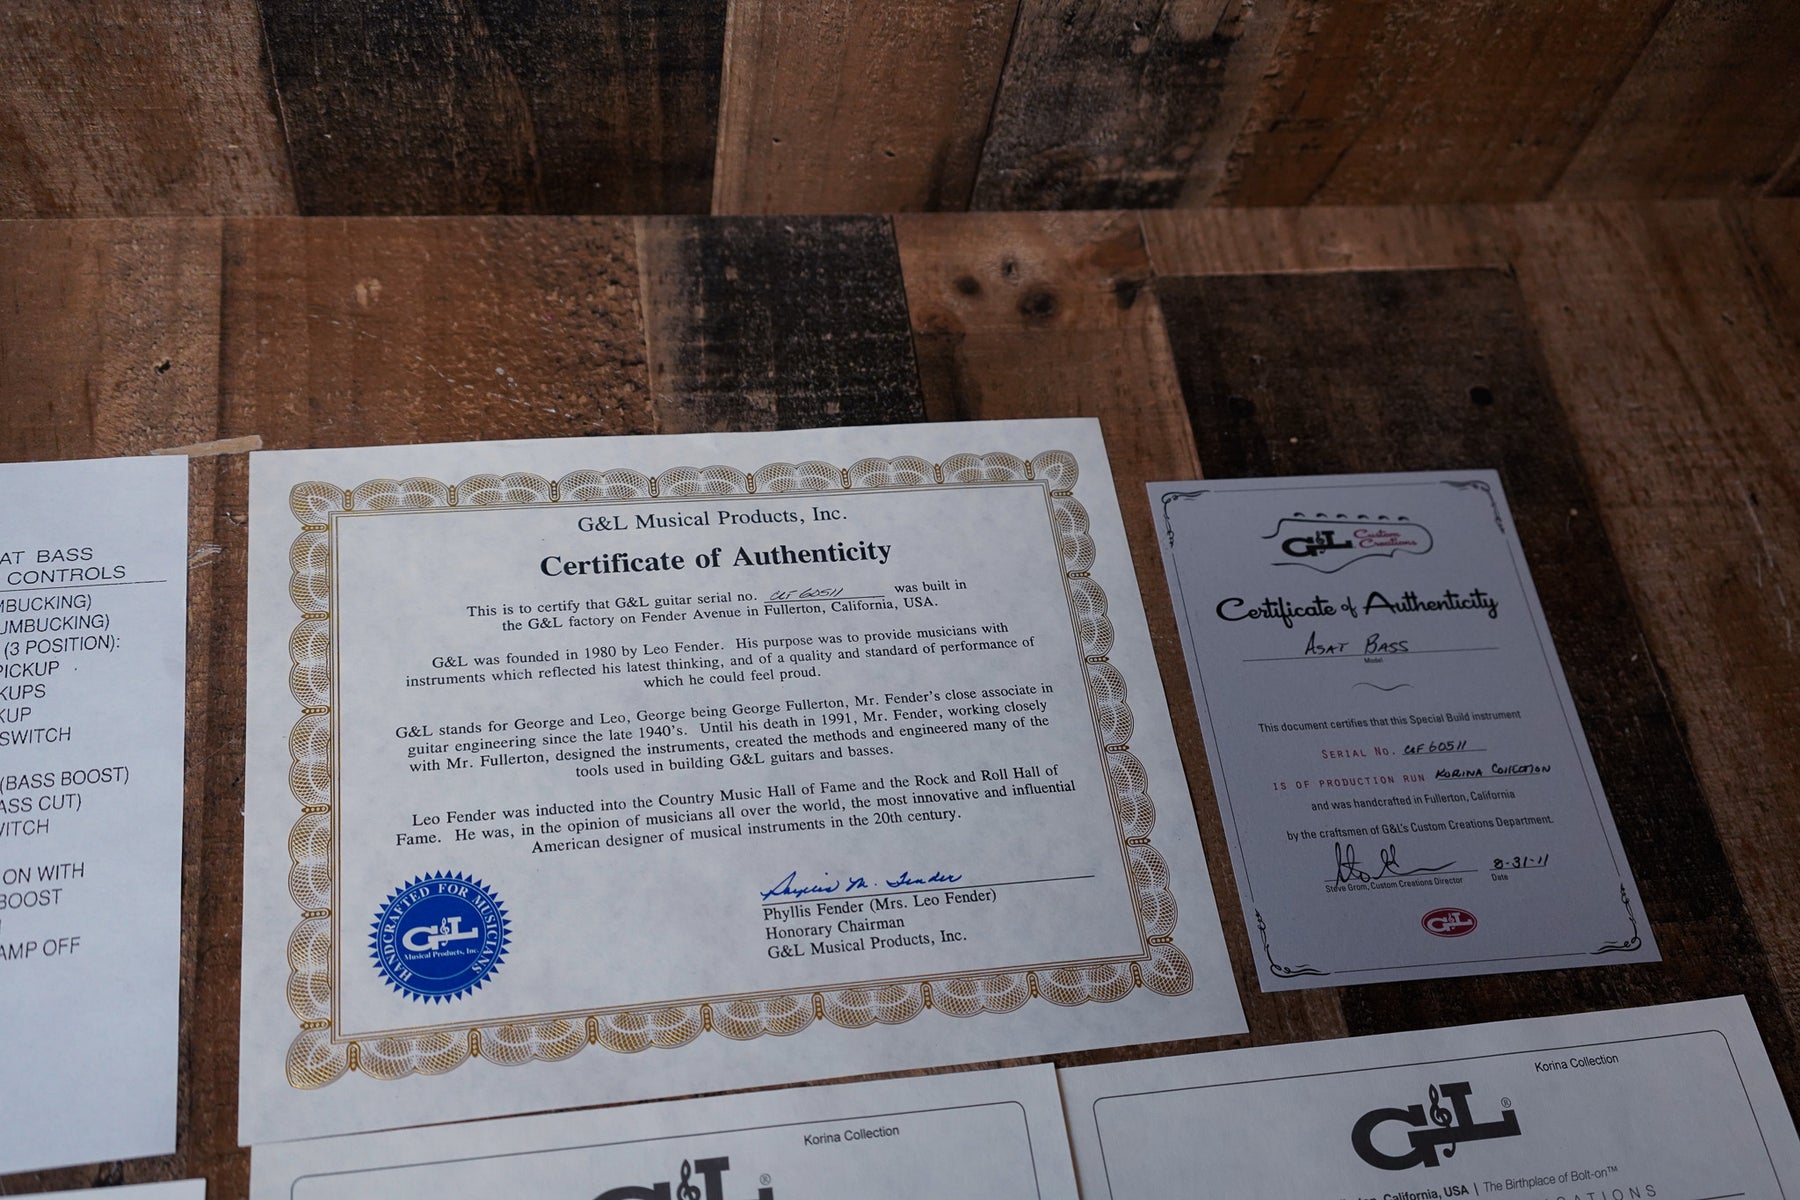 AT BASS
CONTROLS
MBUCKING)
UMBUCKING)
(3 POSITION):
PICKUP
KUPS
KUP
SWITCH
(BASS BOOST)
ASS CUT)
WITCH
ON WITH
BOOST
AMP OFF
G&L Musical Products, Inc.
Certificate of Authenticity
This is to certify that G&L guitar serial no. CLF60511 was built in
the G&L factory on Fender Avenue in Fullerton, California, USA.
G&L was founded in 1980 by Leo Fender. His purpose was to provide musicians with
instruments which reflected his latest thinking, and of a quality and standard of performance of
which he could feel proud.
G&L stands for George and Leo, George being George Fullerton, Mr. Fender's close associate in
guitar engineering since the late 1940's. Until his death in 1991, Mr. Fender, working closely
with Mr. Fullerton, designed the instruments, created the methods and engineered many of the
tools used in building G&L guitars and basses.
Leo Fender was inducted into the Country Music Hall of Fame and the Rock and Roll Hall of
Fame. He was, in the opinion of musicians all over the world, the most innovative and influential
American designer of musical instruments in the 20th century.
HANDCRAFTED FOR MUSICIANS
G&L
Musical Products, Inc.
Phyllis M. Fender
Phyllis Fender (Mrs. Leo Fender)
Honorary Chairman
G&L Musical Products, Inc.
G&L Custom
Creations
Certificate of Authenticity
ASAT BASS
Model
This document certifies that this Special Build instrument
SERIAL NO. CLF60511
IS OF PRODUCTION RUN KORINA COLLECTION
and was handcrafted in Fullerton, California
by the craftsmen of G&L's Custom Creations Department.
8-31-11
Steve Grom, Custom Creations Director
Date
G&L
Korina Collection
G&L®
Korina Collection
G&L®
California, USA | The Birthplace of Bolt-on™
CATIONS